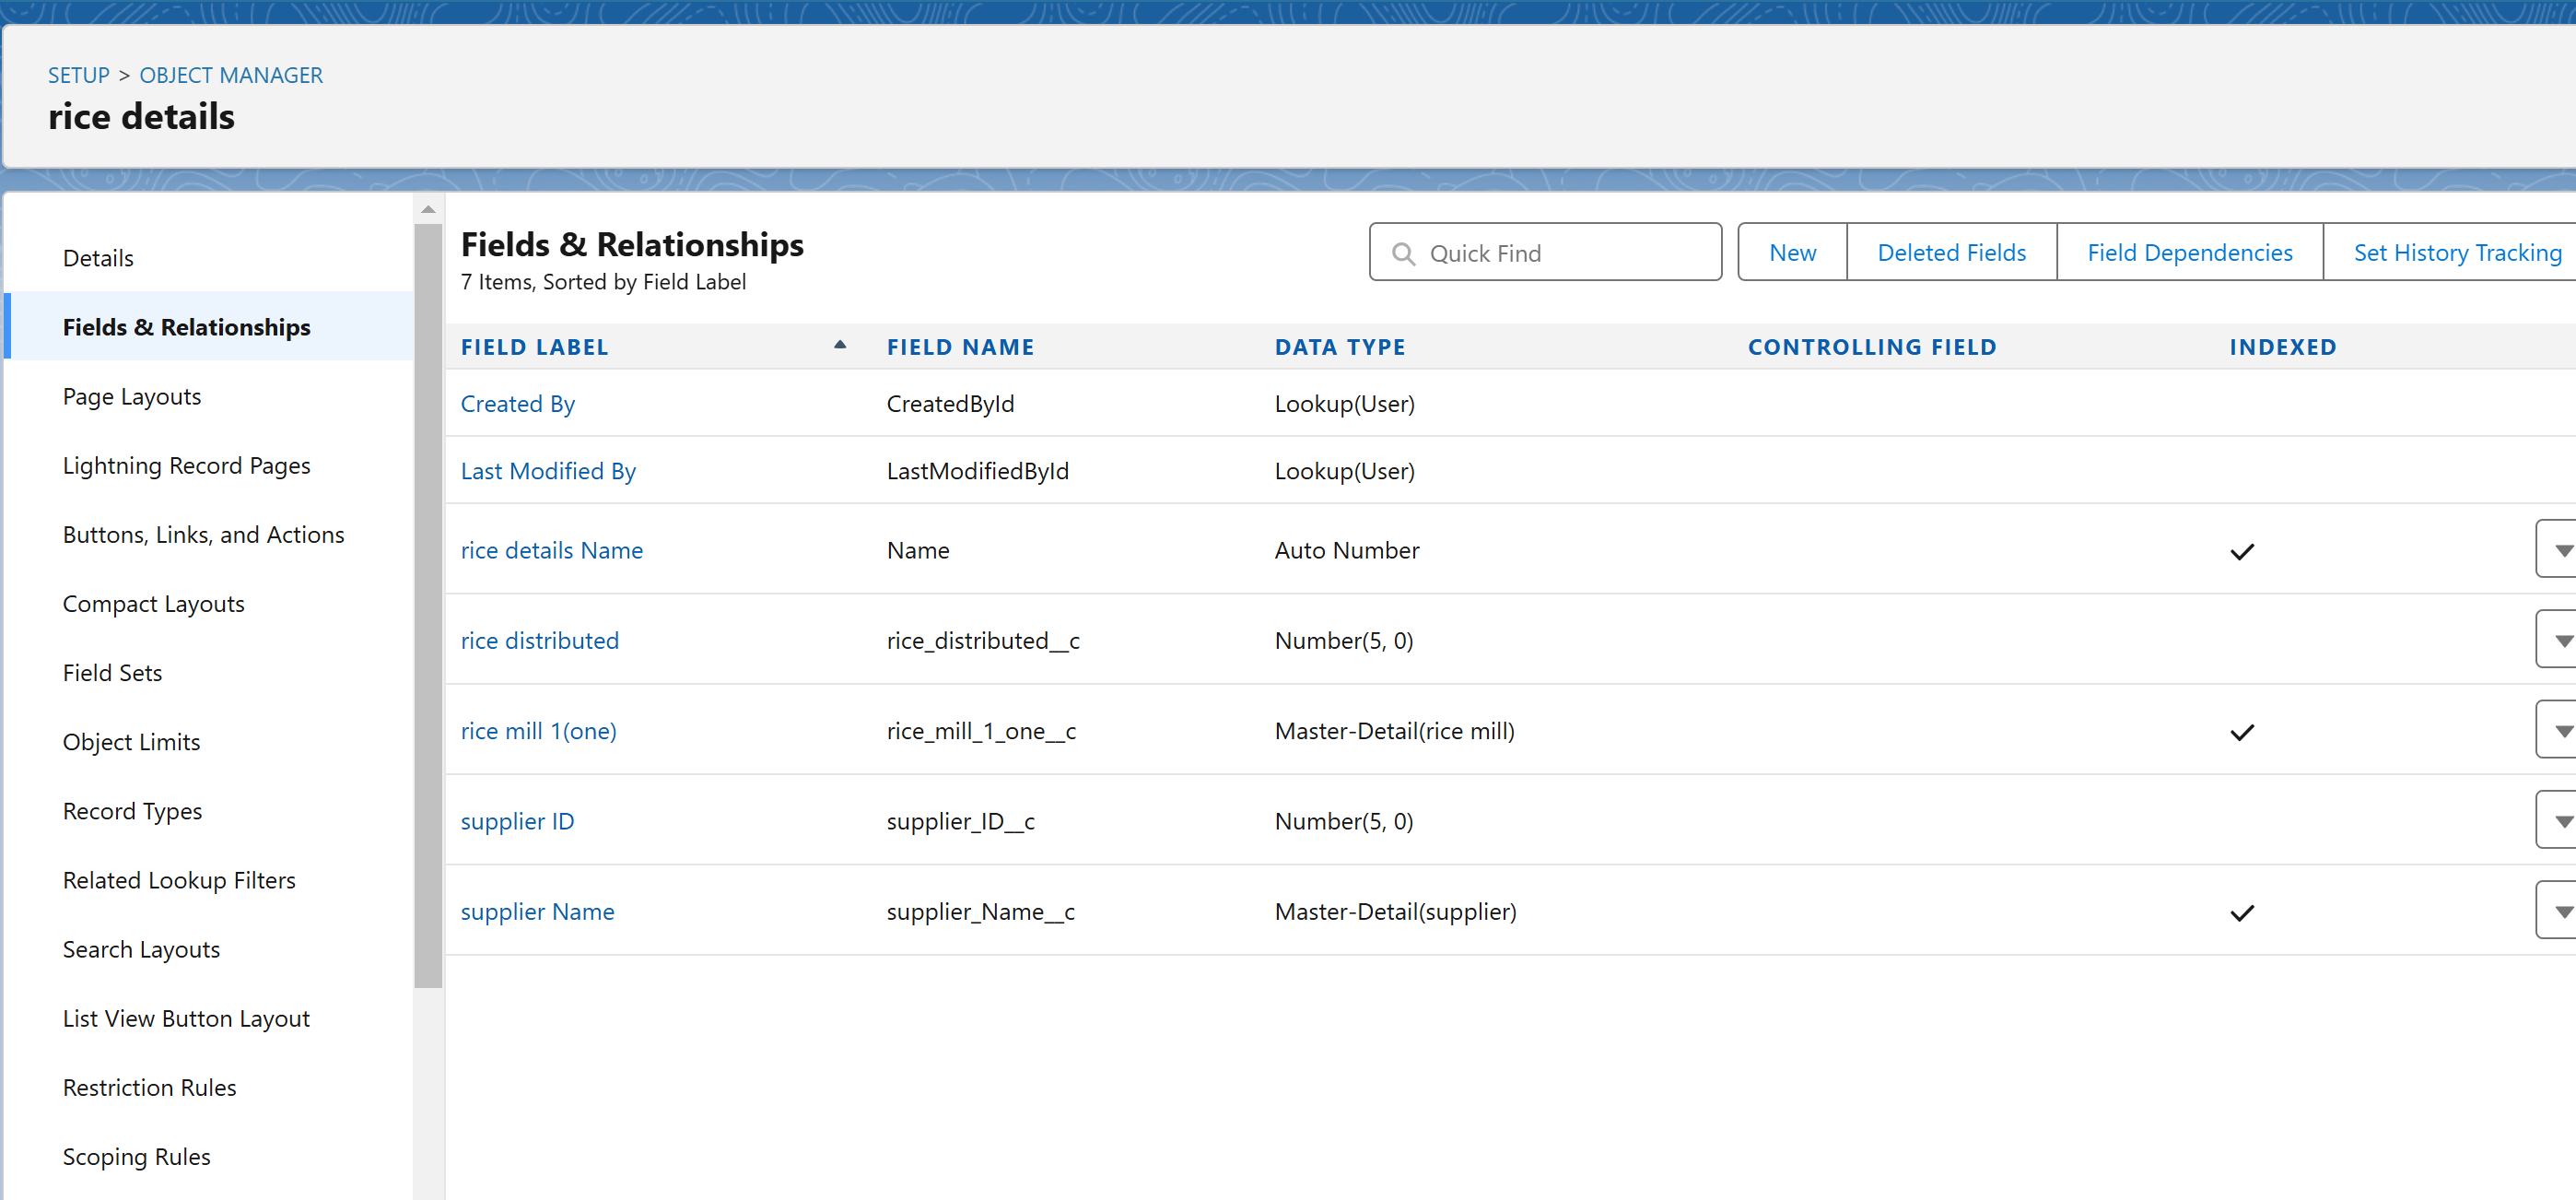 SETUP > OBJECT MANAGER
rice details
Details
Fields & Relationships
Page Layouts
Lightning Record Pages
Buttons, Links, and Actions
Compact Layouts
Field Sets
Object Limits
Record Types
Related Lookup Filters
Search Layouts
List View Button Layout
Restriction Rules
Scoping Rules
Fields & Relationships
7 Items, Sorted by Field Label
Quick Find
New Deleted Fields Field Dependencies Set History Tracking
FIELD LABEL FIELD NAME DATA TYPE CONTROLLING FIELD INDEXED
Created By CreatedById Lookup(User)
Last Modified By LastModifiedById Lookup(User)
rice details Name Name Auto Number
rice distributed rice_distributed__c Number(5, 0)
rice mill 1(one) rice_mill_1_one__c Master-Detail(rice mill)
supplier ID supplier_ID__c Number(5, 0)
supplier Name supplier_Name__c Master-Detail(supplier)